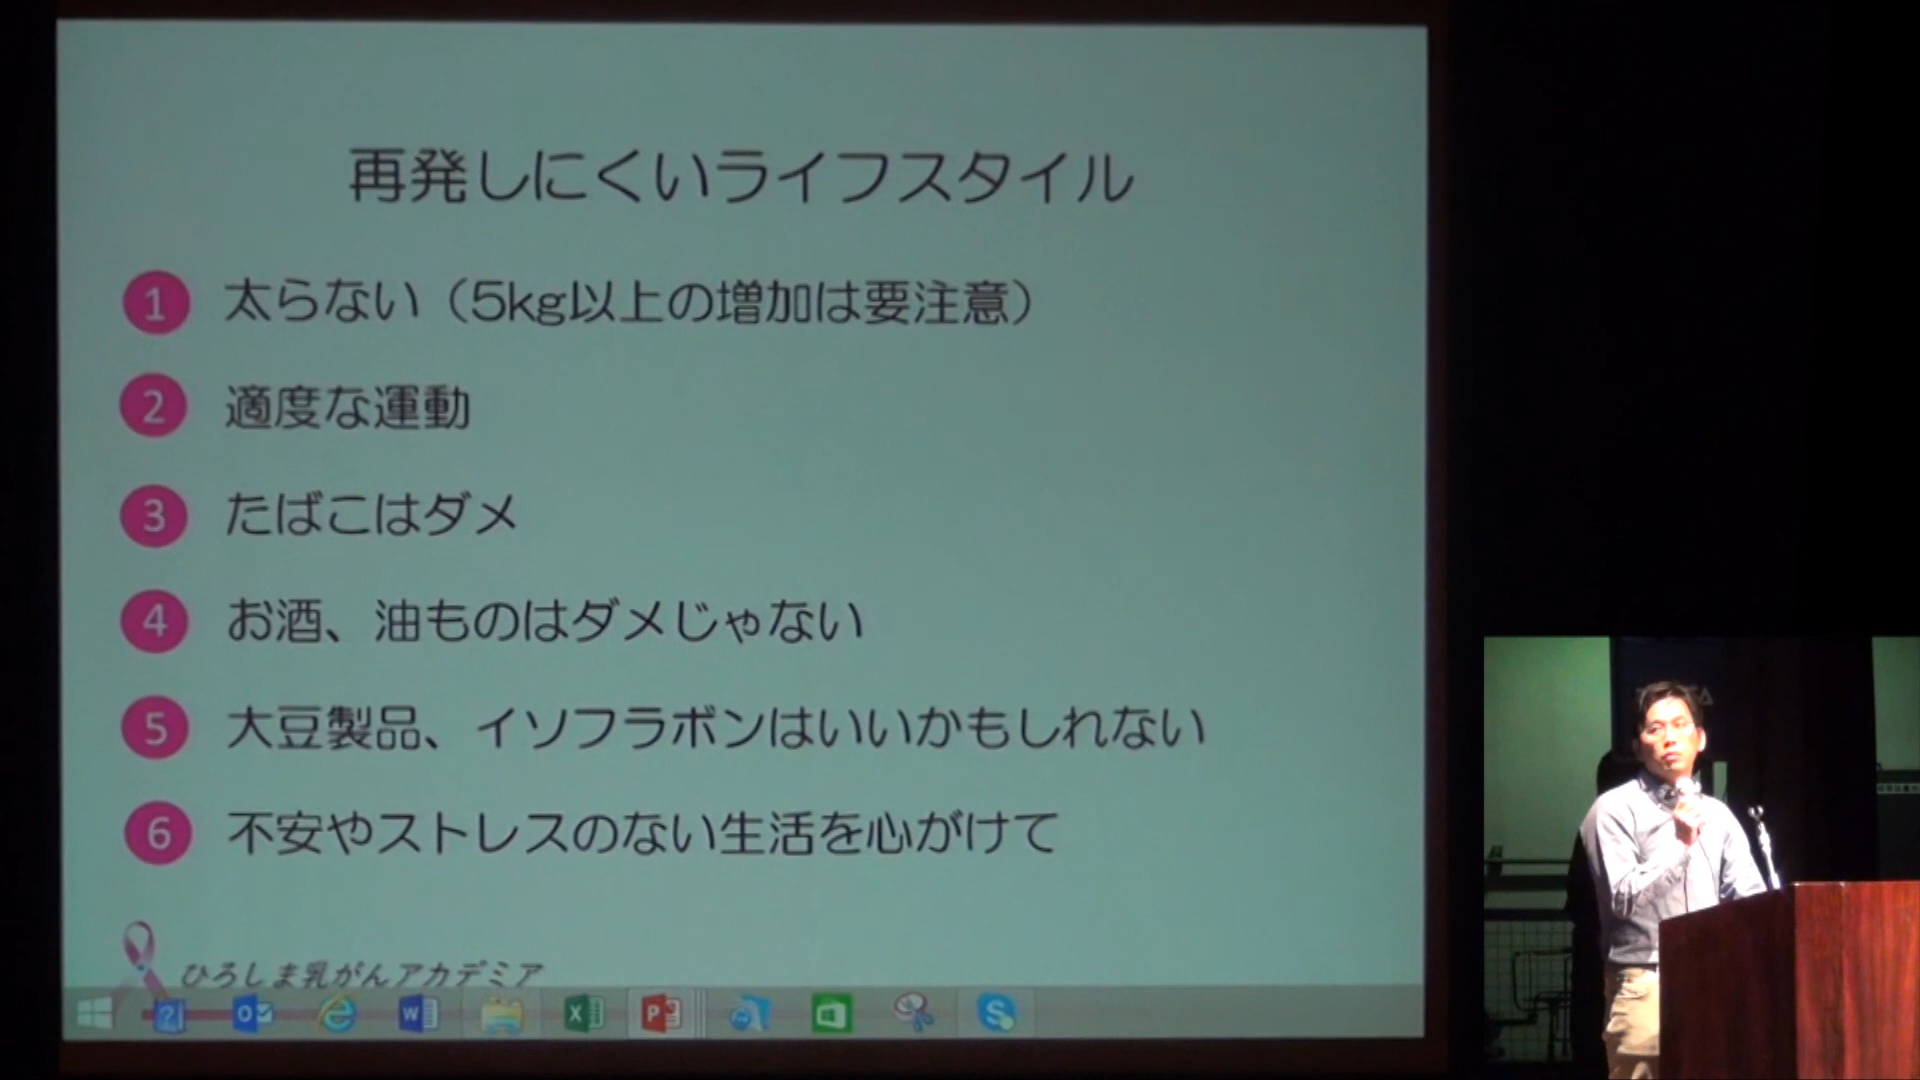 再発しにくいライフスタイル
1 太らない（5kg以上の増加は要注意）
2 適度な運動
3 たばこはダメ
4 お酒、油ものはダメじゃない
5 大豆製品、イソフラボンはいいかもしれない
6 不安やストレスのない生活を心がけて
ひろしま乳がんアカデミア